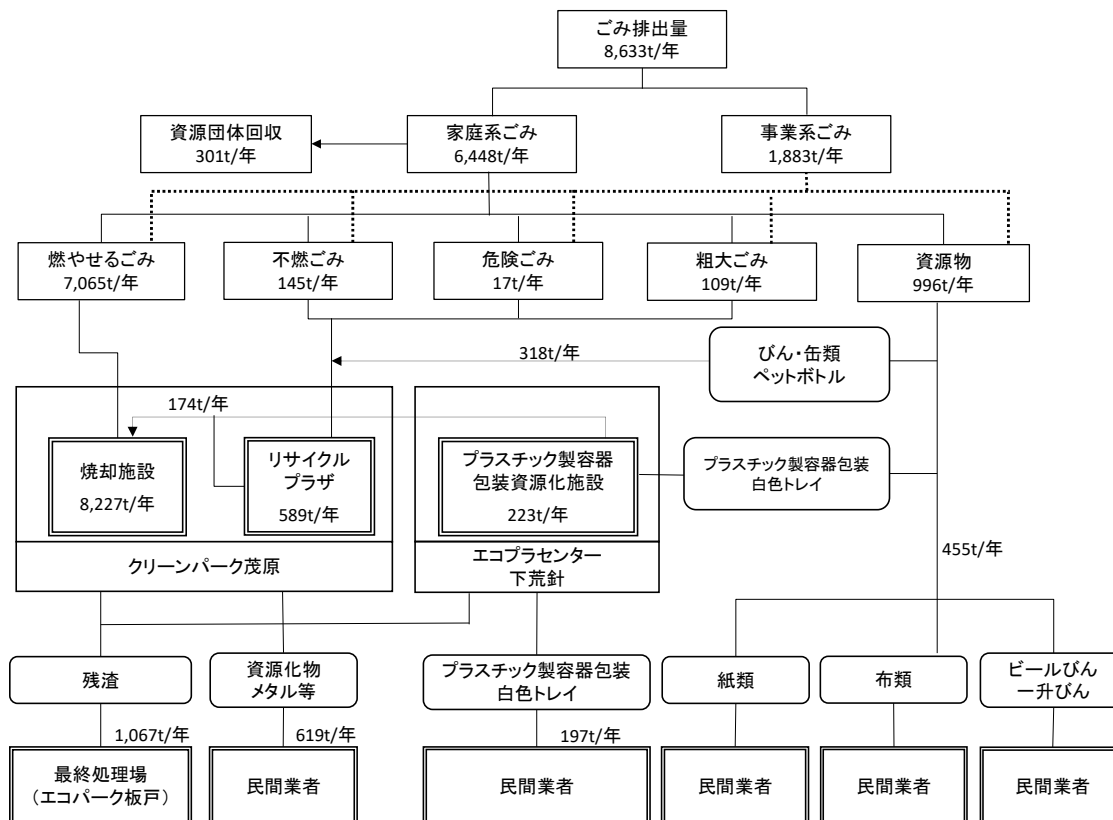 ごみ排出量
8,633t/年
資源団体回収
301t/年
家庭系ごみ
6,448t/年
事業系ごみ
1,883t/年
燃やせるごみ
7,065t/年
不燃ごみ
145t/年
危険ごみ
17t/年
粗大ごみ
109t/年
資源物
996t/年
318t/年
びん・缶類
ペットボトル
174t/年
焼却施設
8,227t/年
リサイクル
プラザ
589t/年
プラスチック製容器
包装資源化施設
223t/年
プラスチック製容器包装
白色トレイ
クリーンパーク茂原
エコプラセンター
下荒針
455t/年
残渣
資源化物
メタル等
プラスチック製容器包装
白色トレイ
紙類
布類
ビールびん
一升びん
1,067t/年
619t/年
197t/年
最終処理場
（エコパーク板戸）
民間業者
民間業者
民間業者
民間業者
民間業者